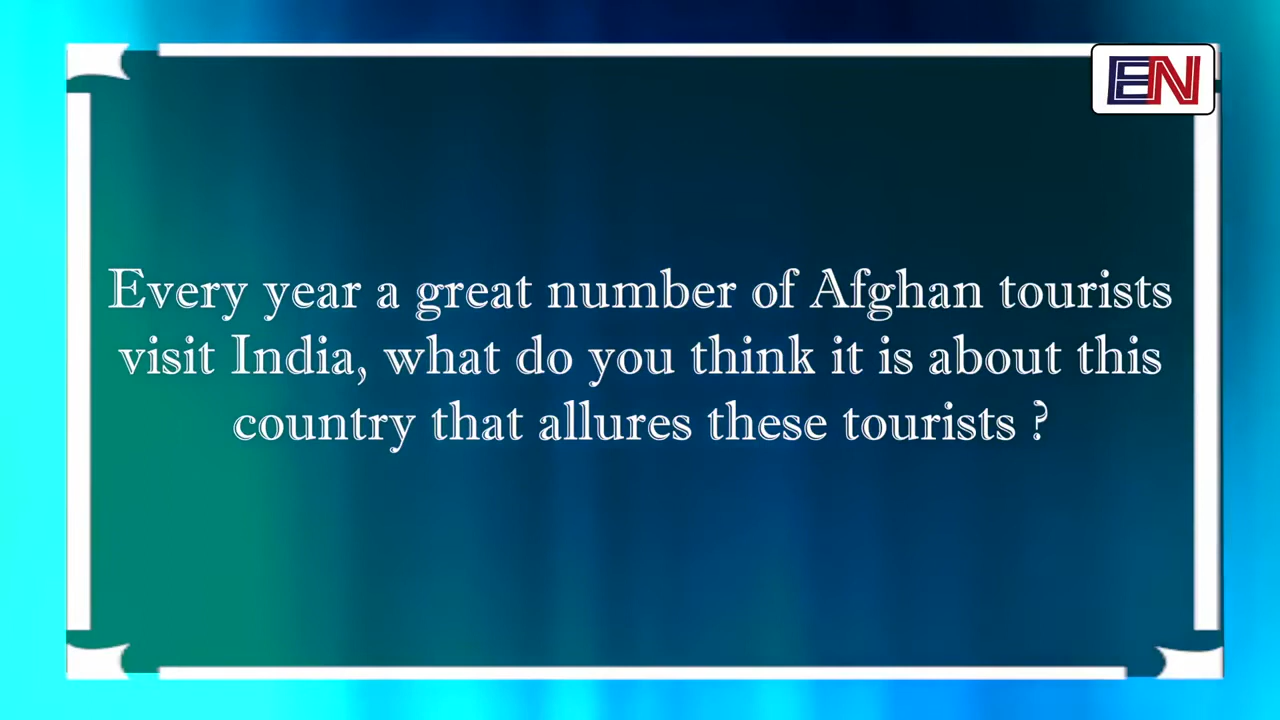 EN
Every year a great number of Afghan tourists
visit India, what do you think it is about this
country that allures these tourists ?